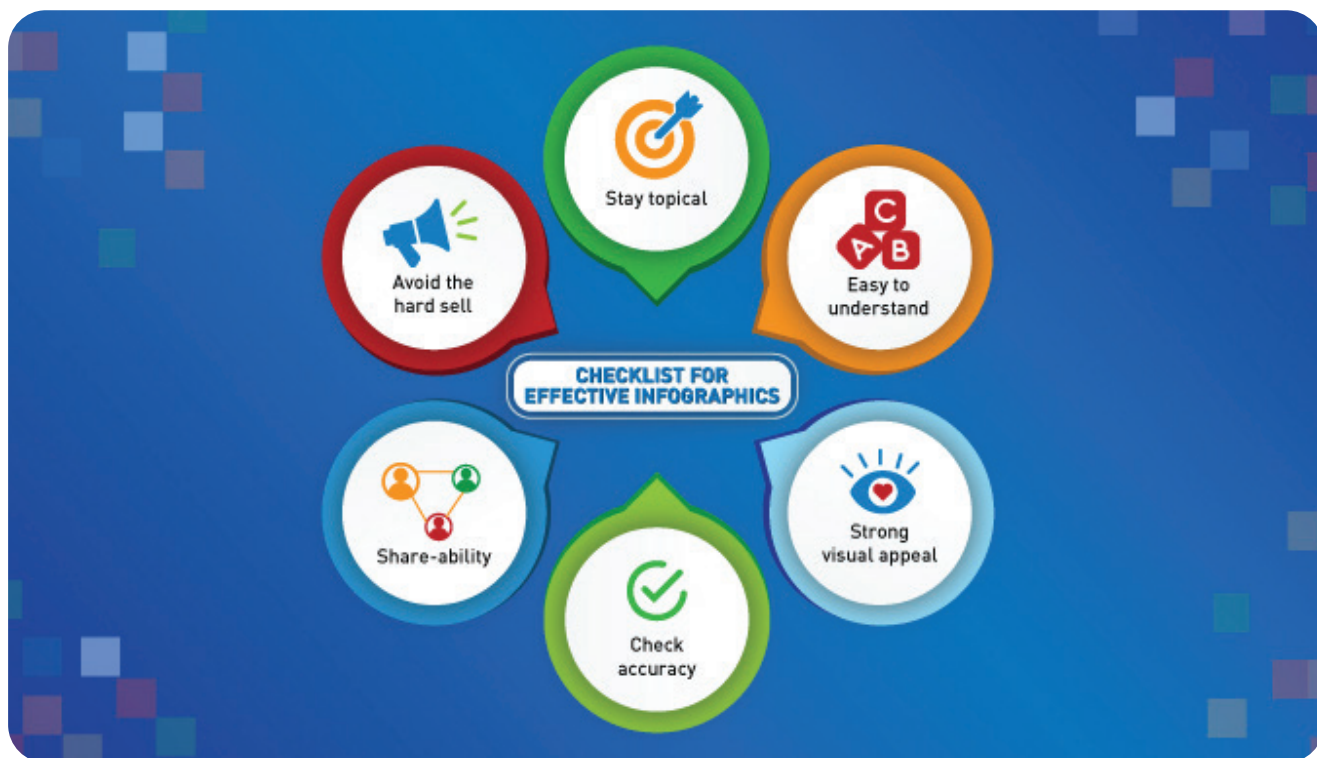 Stay topical
C
A B
Easy to
understand
Avoid the
hard sell
CHECKLIST FOR
EFFECTIVE INFOGRAPHICS
Strong
visual appeal
Share-ability
Check
accuracy